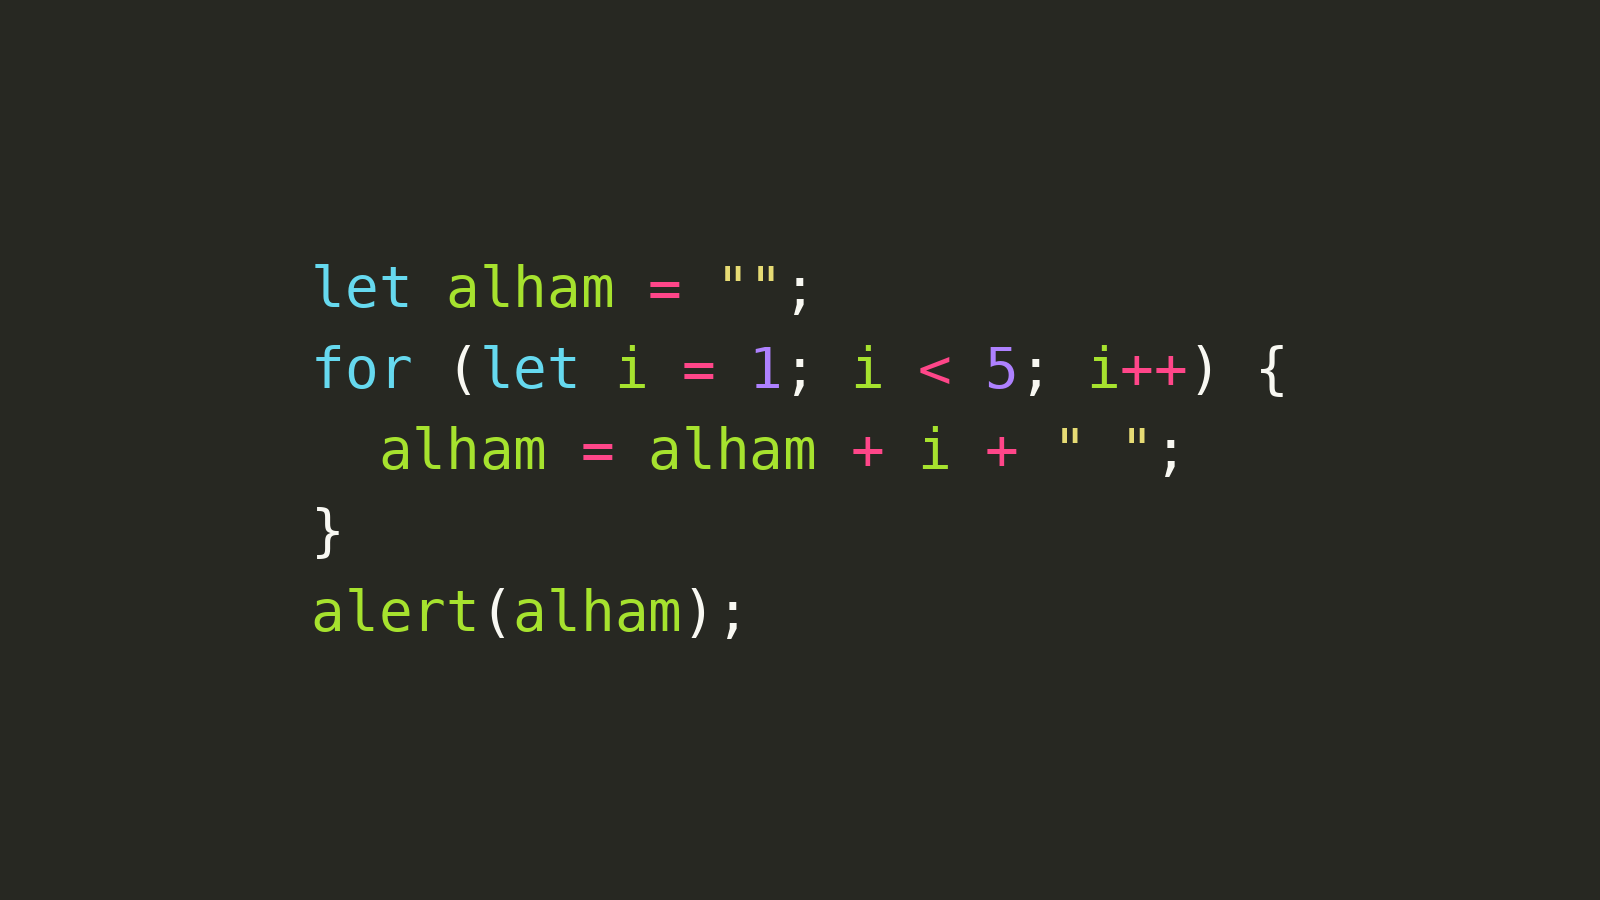 let alham = "";
for (let i = 1; i < 5; i++) {
  alham = alham + i + " ";
}
alert(alham);